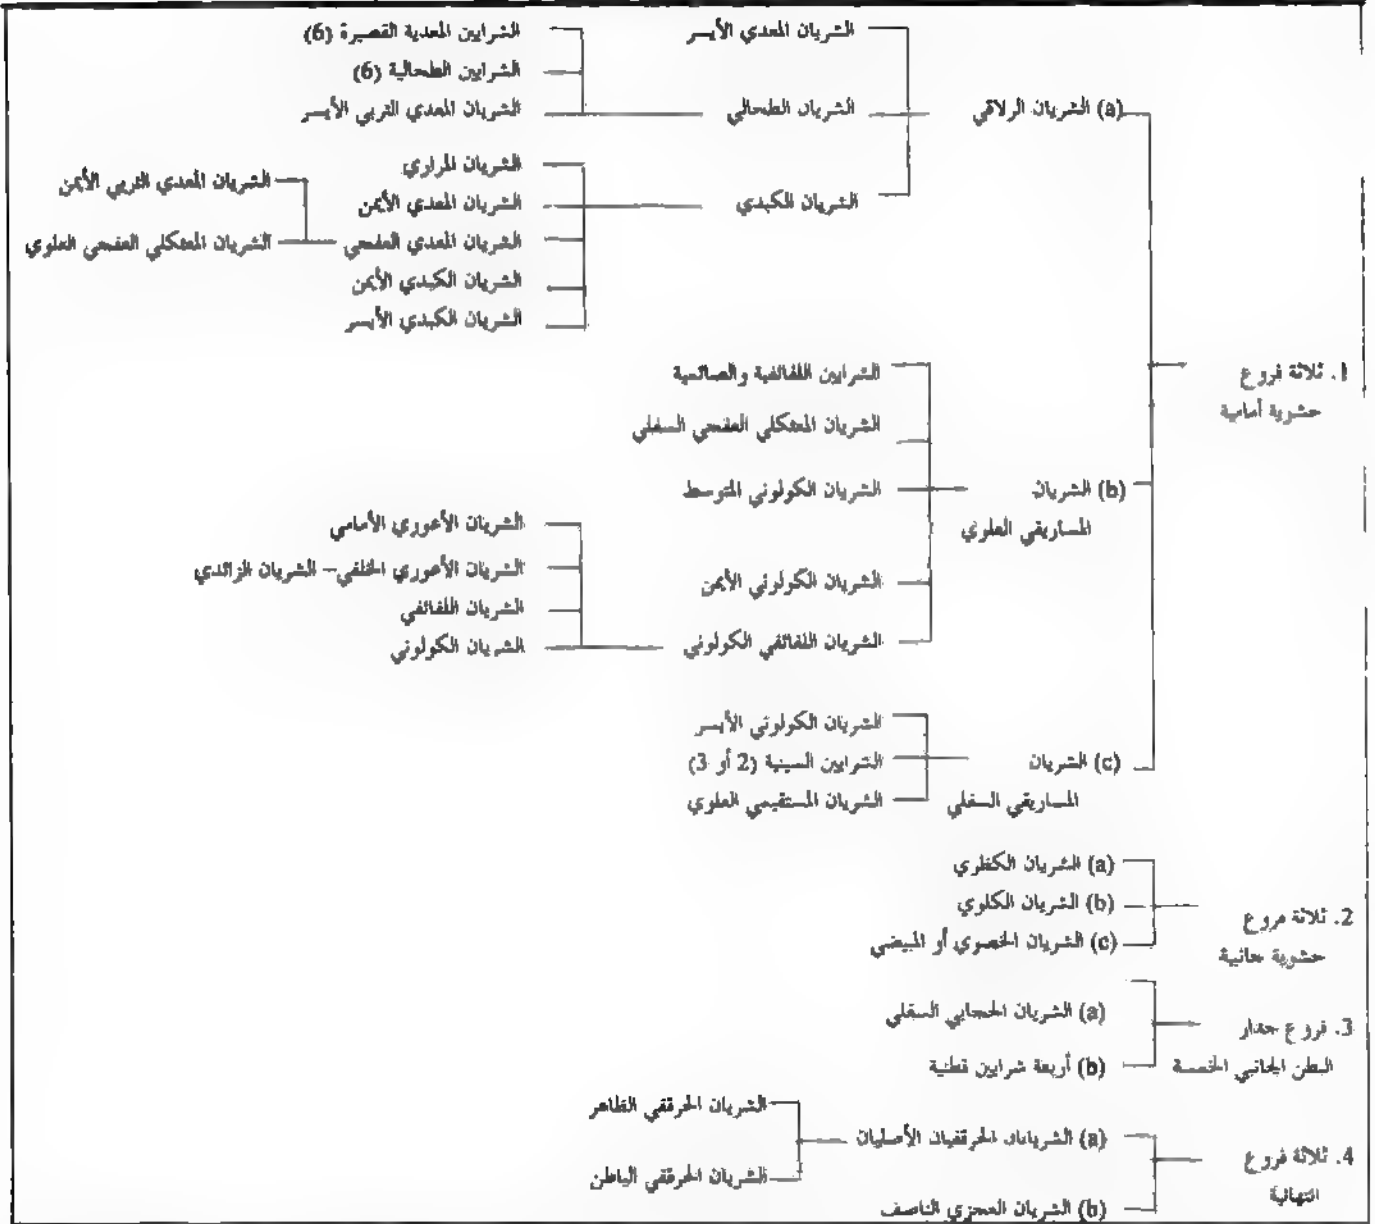 1. ثلاثة فروع
حشوية أمامية
(a) الشريان الزلاقي
الشريان المعدي الأيسر
الشريان الطحالي
الشرايين المعدية القصيرة (6)
الشرايين الطحالية (6)
الشريان المعدي الثربي الأيسر
الشريان الكبدي
الشريان المراري
الشريان المعدي الأيمن
الشريان المعدي العفجي
الشريان المعدي الثربي الأيمن
الشريان المعثكلي العفجي العلوي
الشريان الكبدي الأيمن
الشريان الكبدي الأيسر
(b) الشريان
المساريقي العلوي
الشرايين اللفائفية والصائمية
الشريان المعثكلي العفجي السفلي
الشريان الكولوني المتوسط
الشريان الكولوني الأيمن
الشريان اللفائفي الكولوني
الشريان الأعوري الأمامي
الشريان الأعوري الخلفي – الشريان الزائدي
الشريان اللفائفي
الشريان الكولوني
(c) الشريان
المساريقي السفلي
الشريان الكولوني الأيسر
الشرايين السينية (2 أو 3)
الشريان المستقيمي العلوي
2. ثلاثة فروع
حشوية جانبية
(a) الشريان الكظري
(b) الشريان الكلوي
(c) الشريان الخصوي أو المبيضي
3. فروع جدار
البطن الجانبي الخمسة
(a) الشريان الحجابي السفلي
(b) أربعة شرايين قطنية
4. ثلاثة فروع
انتهائية
(a) الشريانان الحرقفيان الأصليان
الشريان الحرقفي الظاهر
الشريان الحرقفي الباطن
(b) الشريان العجزي الناصف